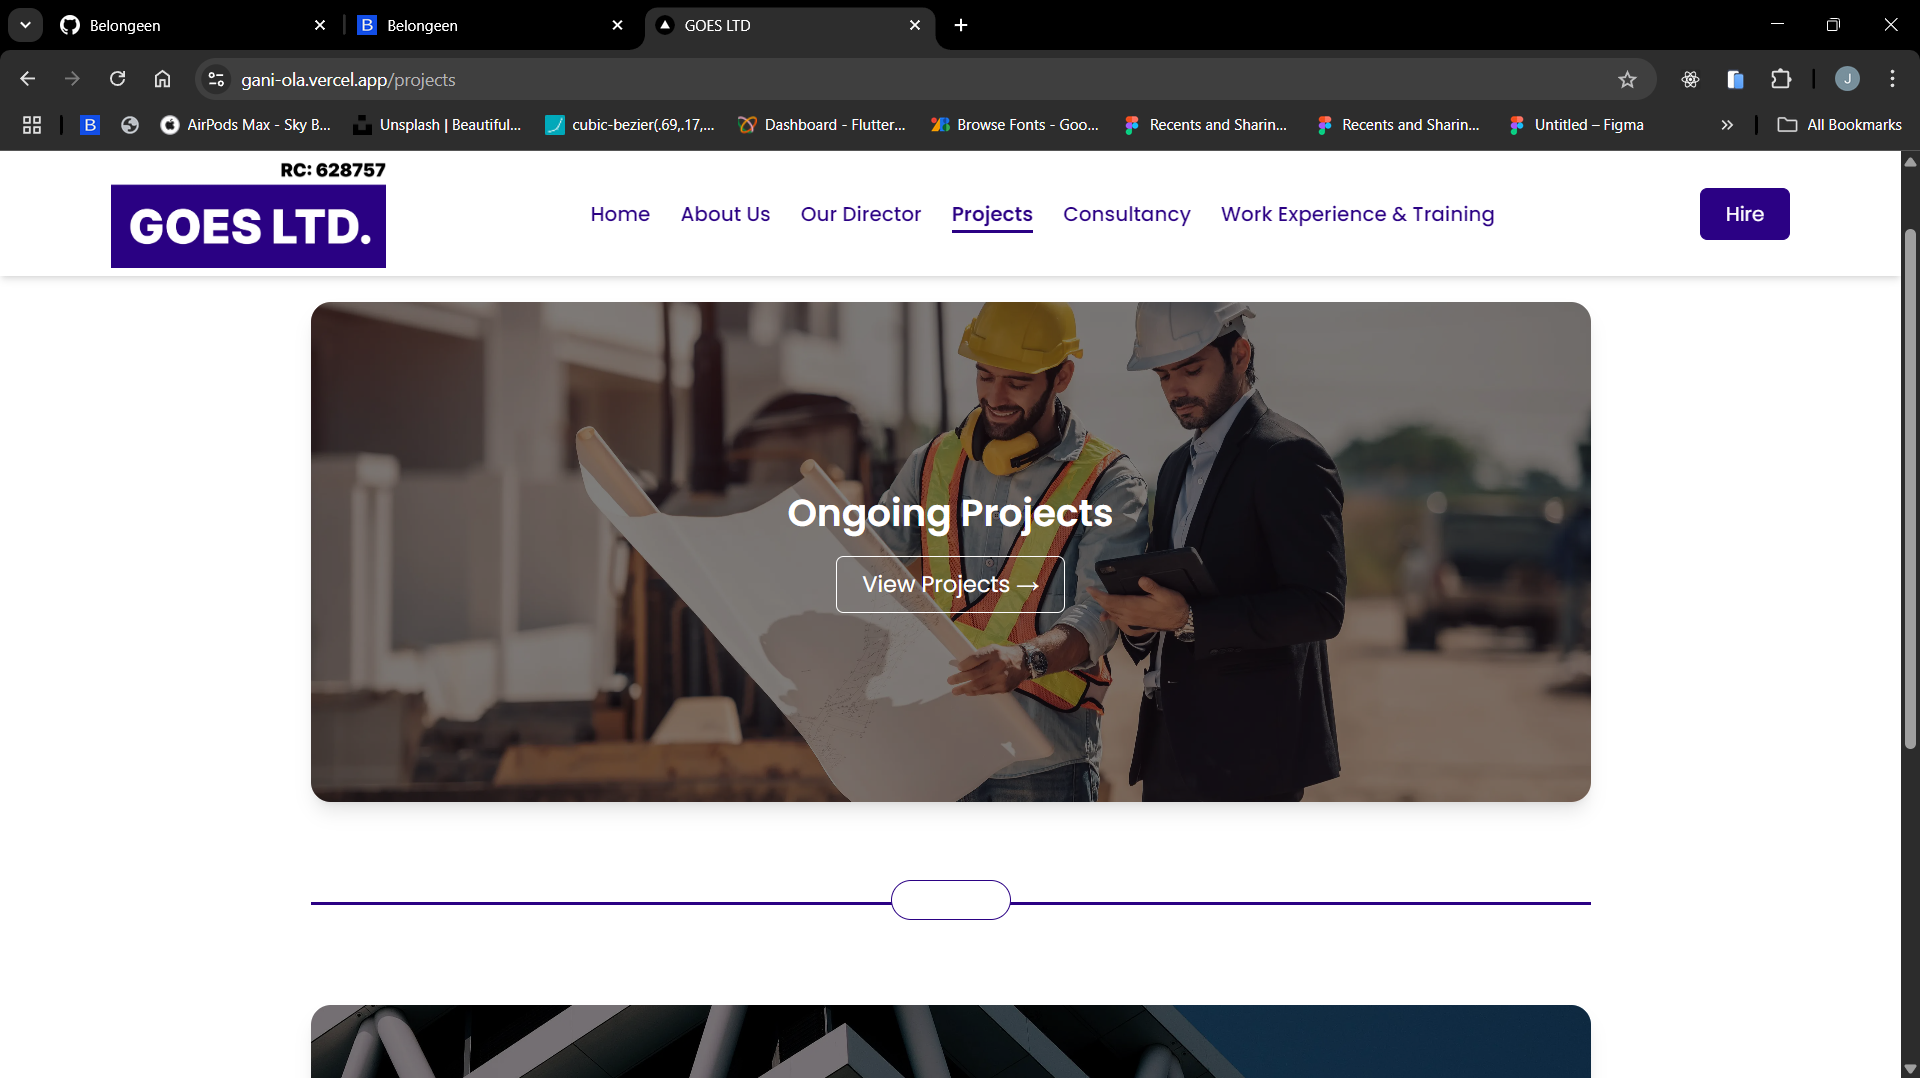 Belongeen
Belongeen
GOES LTD
gani-ola.vercel.app/projects
J
B
AirPods Max - Sky B...
Unsplash | Beautiful...
cubic-bezier(.69,.17,...
Dashboard - Flutter...
Browse Fonts - Goo...
Recents and Sharin...
Recents and Sharin...
Untitled – Figma
All Bookmarks
RC: 628757
GOES LTD.
Home
About Us
Our Director
Projects
Consultancy
Work Experience & Training
Hire
Ongoing Projects
View Projects →